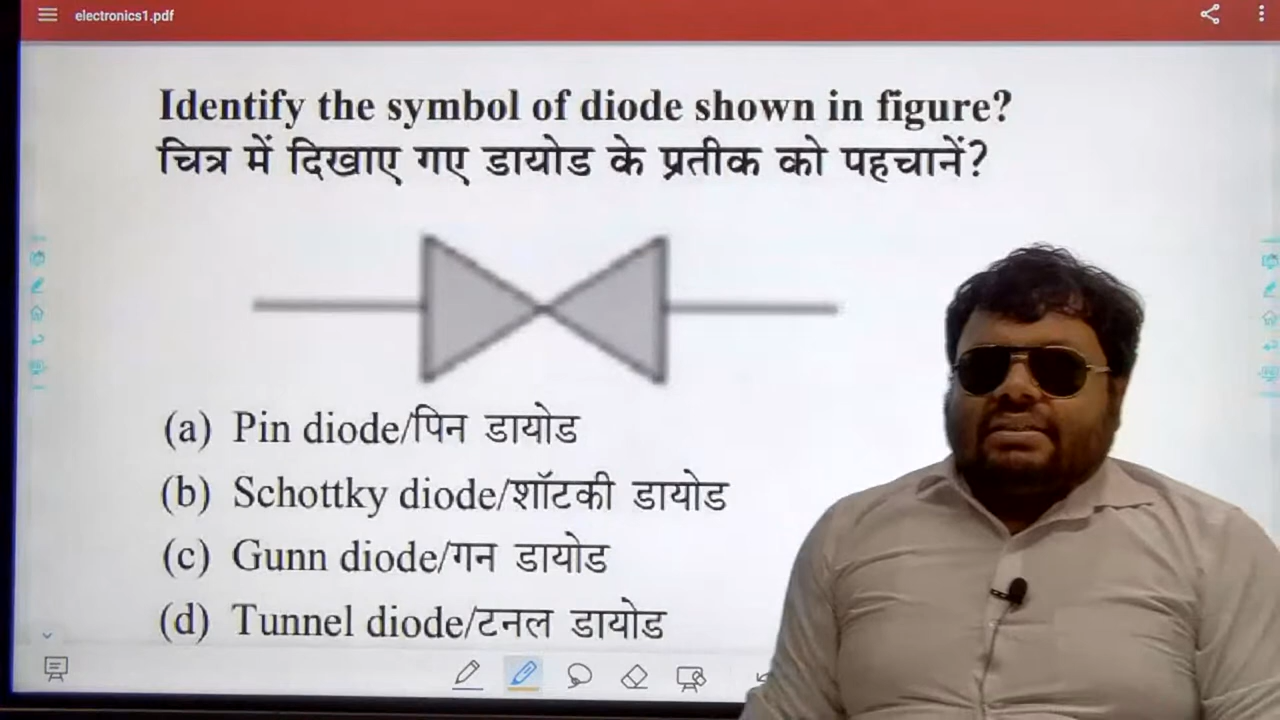 electronics1.pdf
Identify the symbol of diode shown in figure?
चित्र में दिखाए गए डायोड के प्रतीक को पहचानें?
(a) Pin diode/पिन डायोड
(b) Schottky diode/शॉटकी डायोड
(c) Gunn diode/गन डायोड
(d) Tunnel diode/टनल डायोड